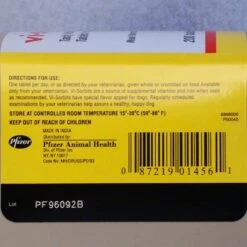 Vi-
DIRECTIONS FOR USE:
One tablet per day, or as directed by your veterinarian, given whole or crumbled on food. Available
only from your veterinarian. Vi-Sorbits are a source of supplemental vitamins and iron when used
as directed. Vi-Sorbits have special flavor appeal for dogs. Regularly scheduled
examinations by your veterinarian help assure a healthy, happy dog.
STORE AT CONTROLLED ROOM TEMPERATURE 15°-30°C (59°-86° F)
KEEP OUT OF REACH OF CHILDREN
MADE IN INDIA
Distributed by:
Pfizer
Pfizer Animal Health
Div. of Pfizer Inc
NY, NY 10017
0 87219 01456 1
Lot
PF96092B